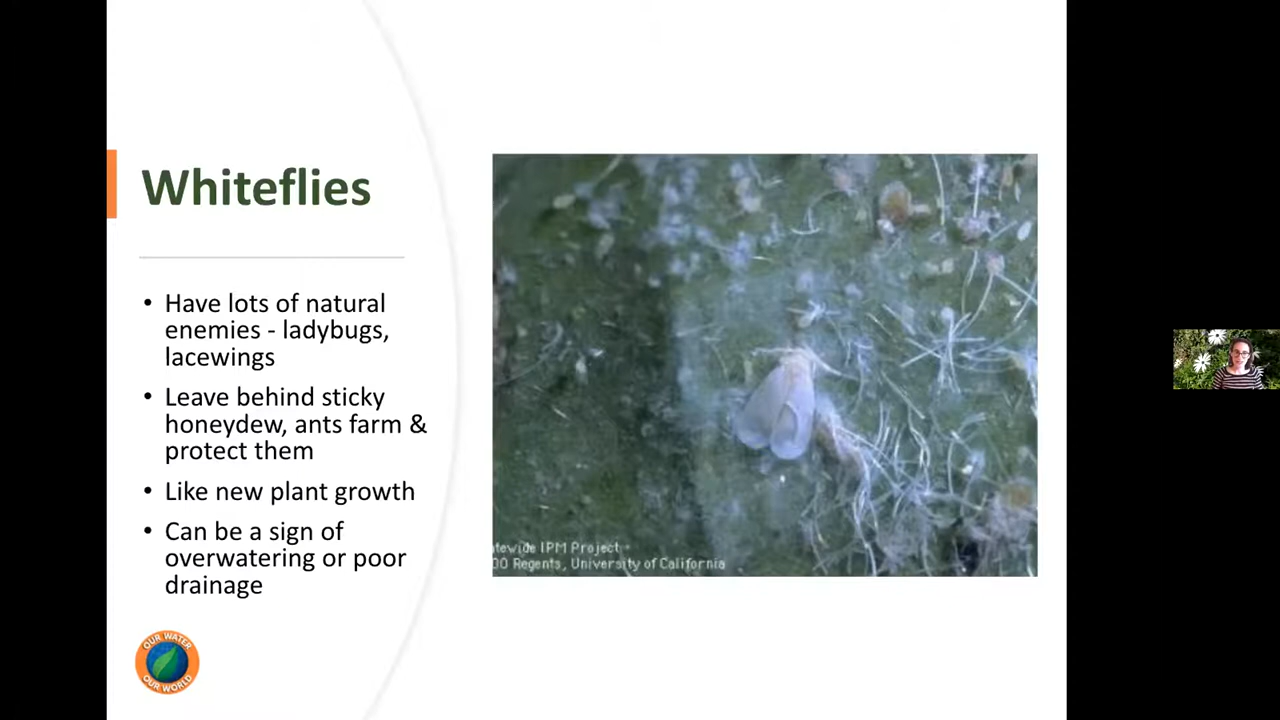 Whiteflies
• Have lots of natural
enemies - ladybugs,
lacewings
• Leave behind sticky
honeydew, ants farm &
protect them
• Like new plant growth
• Can be a sign of
overwatering or poor
drainage
atewide IPM Project
00 Regents, University of California
OUR WATER
OUR WORLD